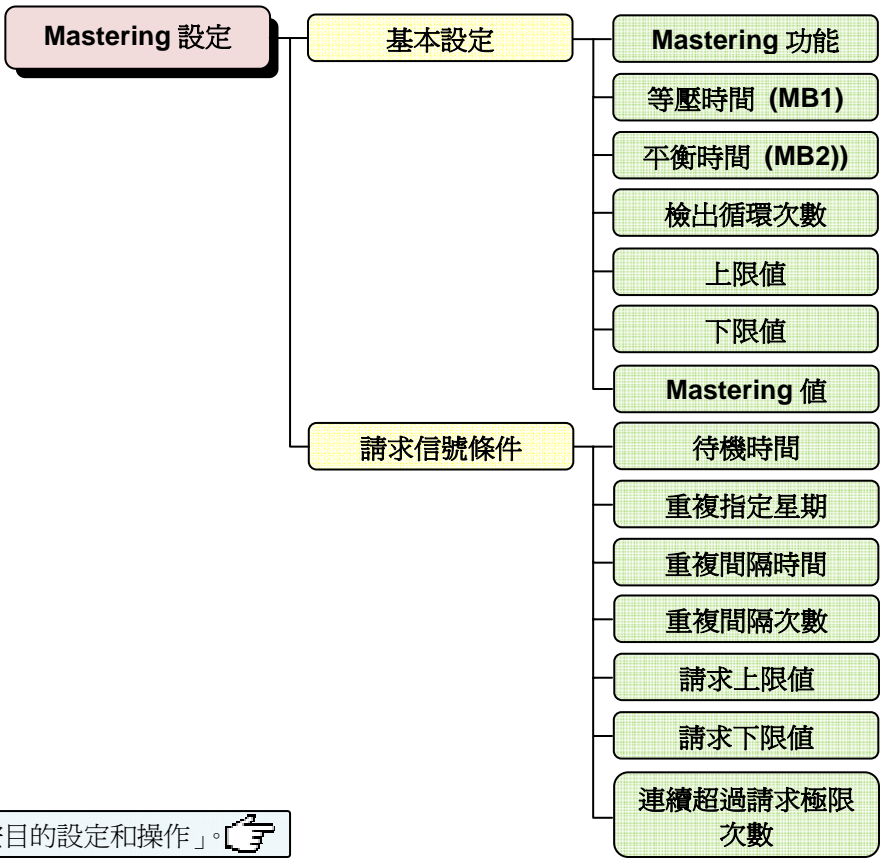 Mastering 設定
基本設定
Mastering 功能
等壓時間 (MB1)
平衡時間 (MB2))
檢出循環次數
上限值
下限值
Mastering 值
請求信號條件
待機時間
重複指定星期
重複間隔時間
重複間隔次數
請求上限值
請求下限值
連續超過請求極限
次數
目的設定和操作」。